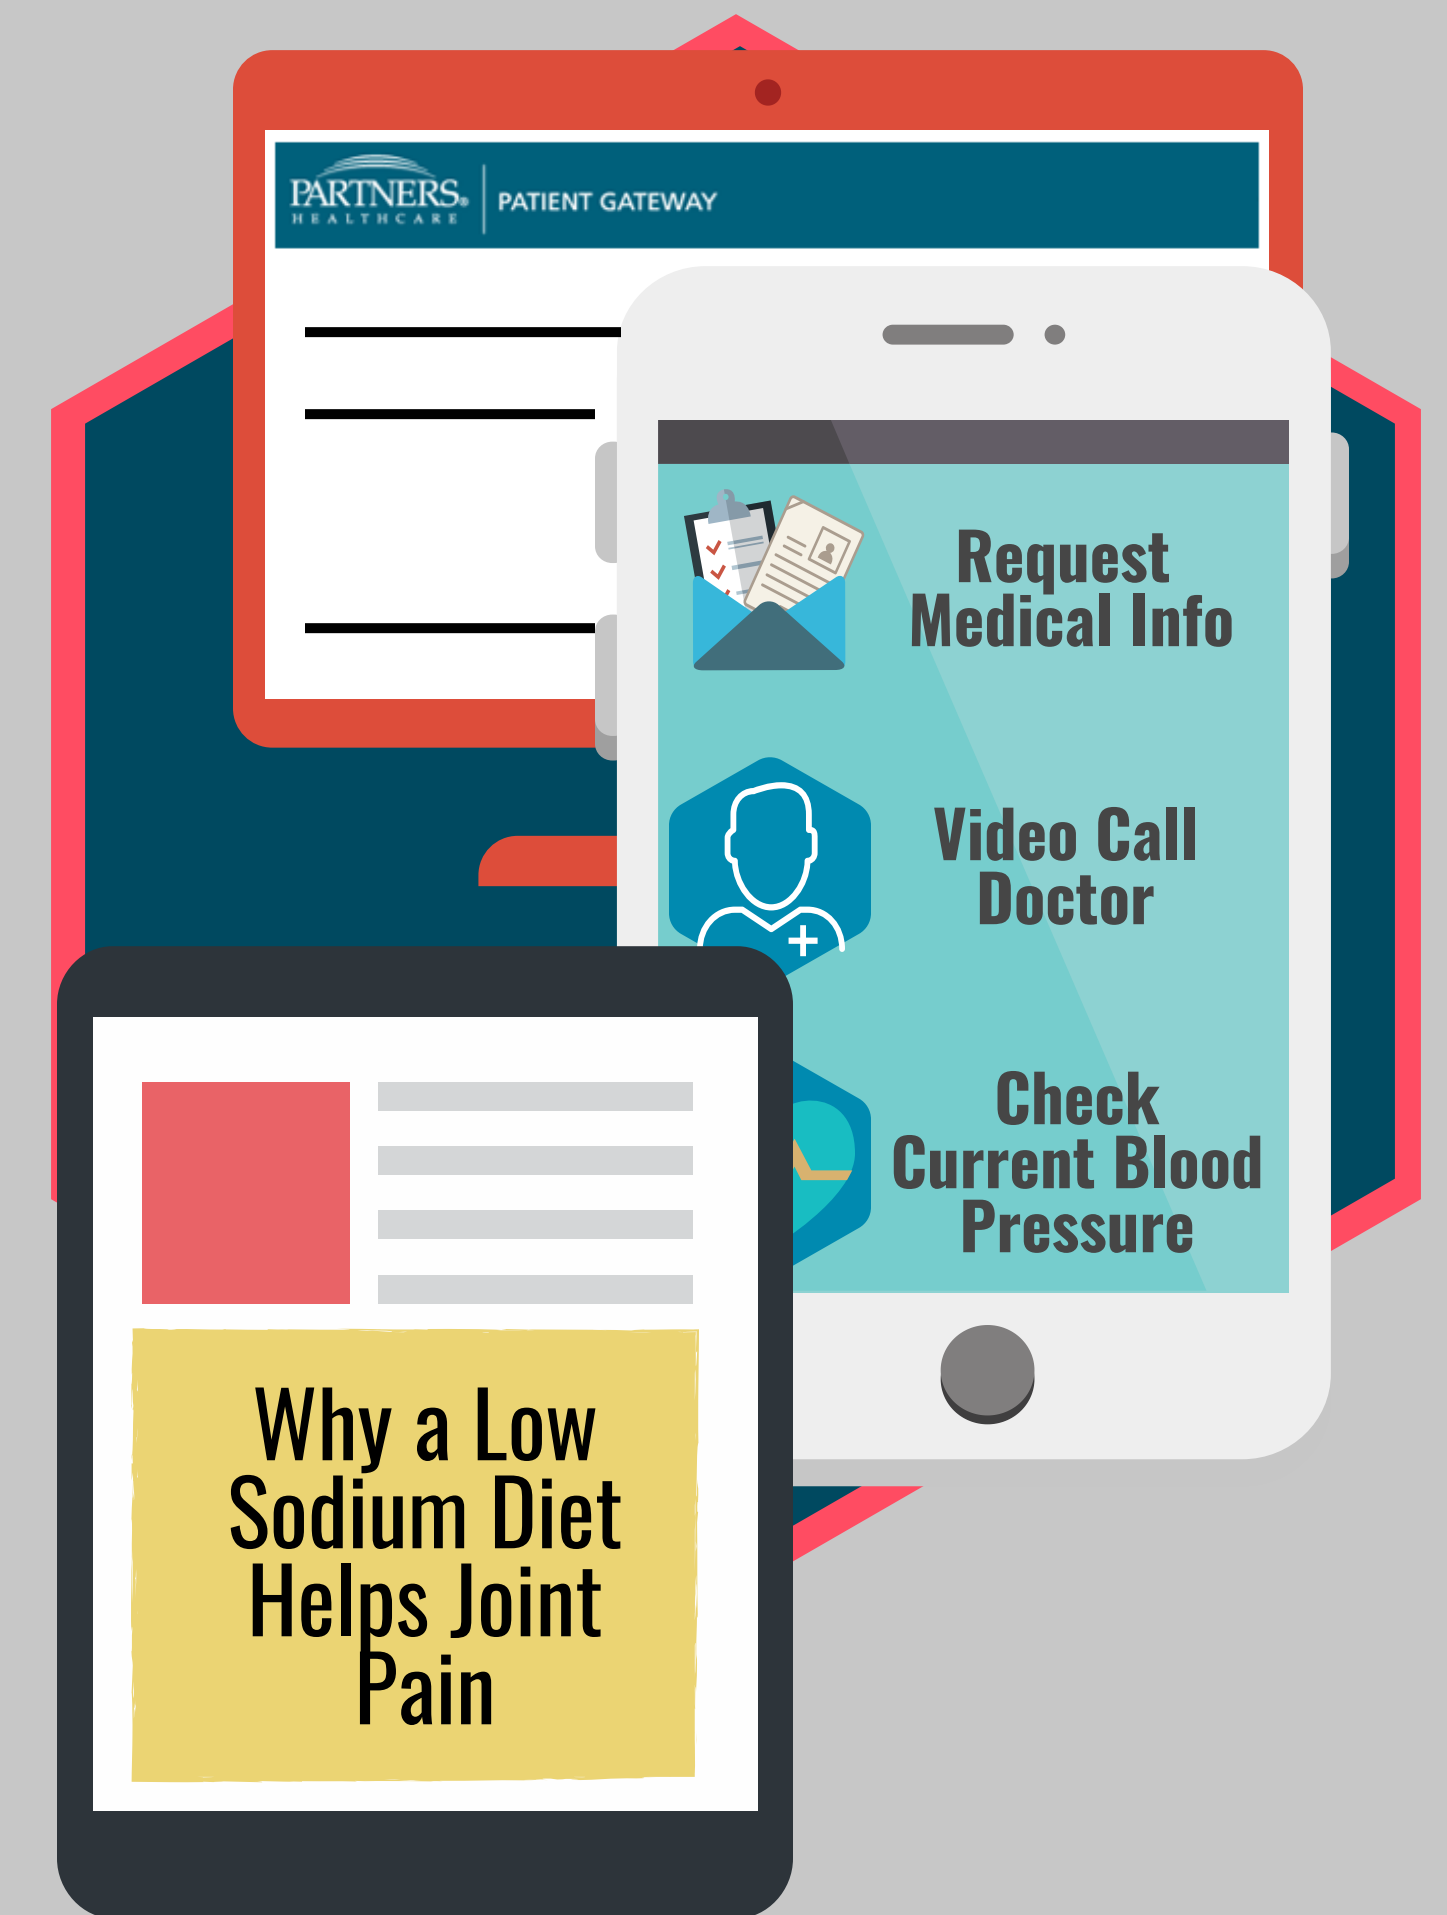 PARTNERS®
HEALTHCARE
PATIENT GATEWAY
Request
Medical Info
Video Call
Doctor
Check
Current Blood
Pressure
Why a Low
Sodium Diet
Helps Joint
Pain